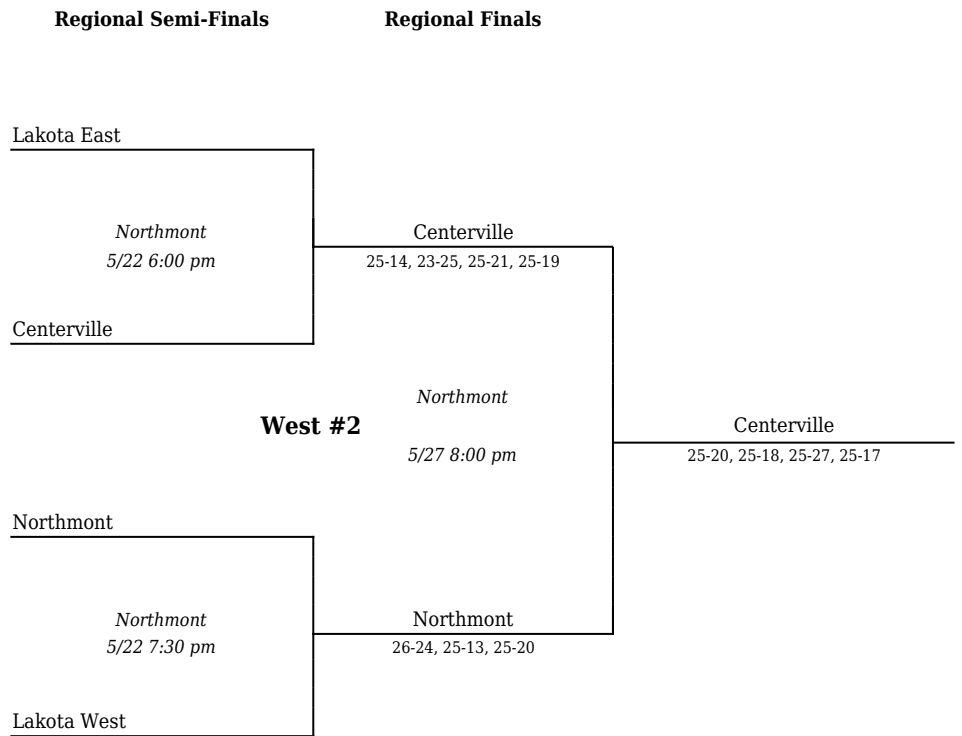 Regional Semi-Finals
Regional Finals
Lakota East
Northmont
5/22 6:00 pm
Centerville
25-14, 23-25, 25-21, 25-19
Centerville
Northmont
West #2
5/27 8:00 pm
Centerville
25-20, 25-18, 25-27, 25-17
Northmont
Northmont
5/22 7:30 pm
Northmont
26-24, 25-13, 25-20
Lakota West